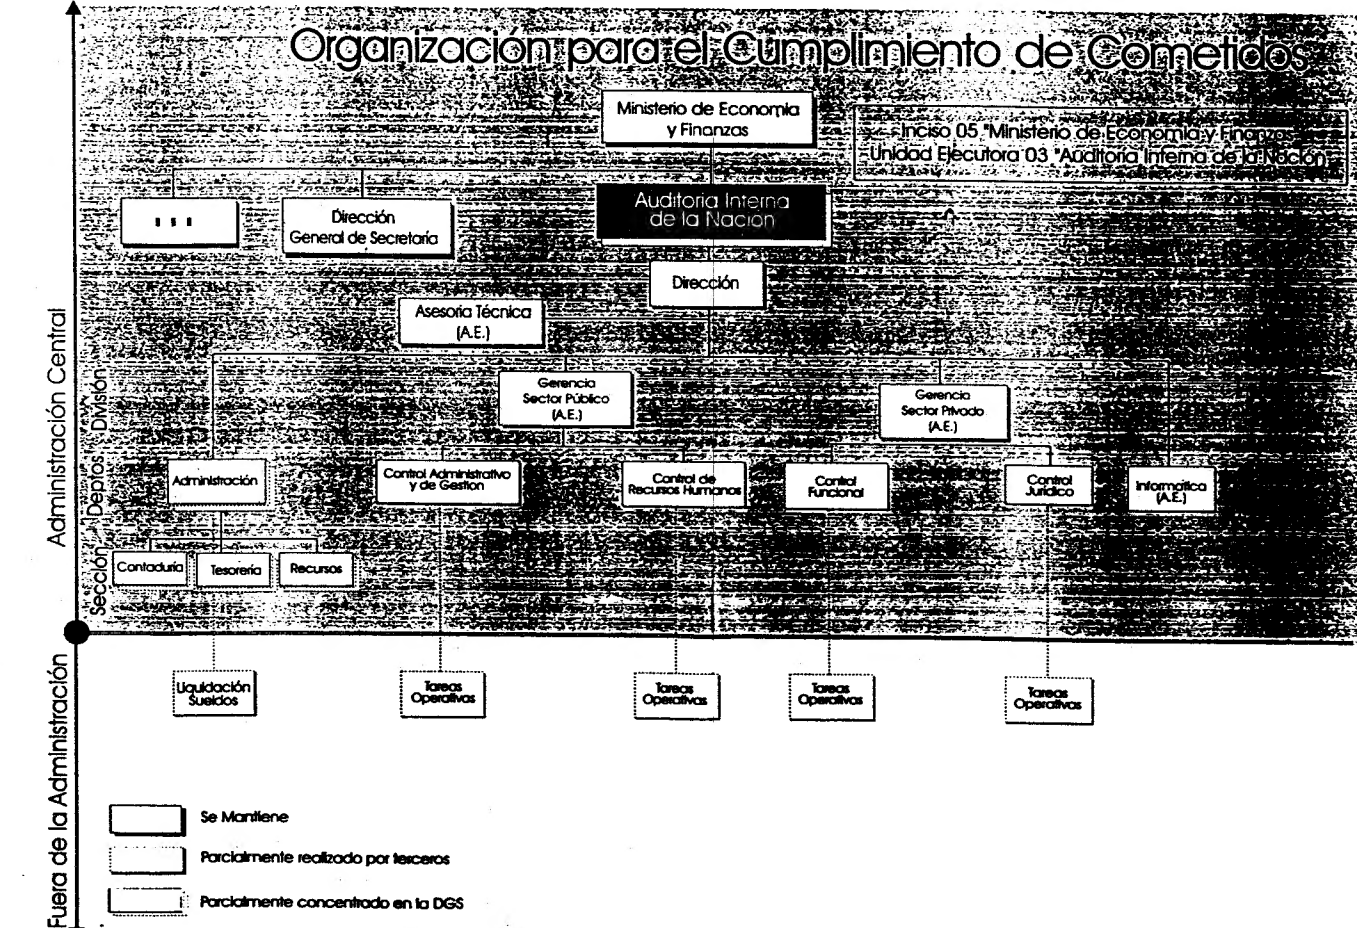 Organización para el Cumplimiento de Cometidos
Ministerio de Economía
y Finanzas
Inciso 05 "Ministerio de Economía y Finanzas
Unidad Ejecutora 03 "Auditoría Interna de la Nación
Dirección
General de Secretaría
Auditoria Interna
de la Nación
Dirección
Asesoria Técnica
(A.E.)
Administración Central
División
Deptos
Sección
Gerencia
Sector Público
(A.E.)
Gerencia
Sector Privado
(A.E.)
Administración
Control Administrativo
y de Gestion
Control de
Recursos Humanos
Control
Funcional
Control
Jurídico
Informática
(A.E.)
Contaduría
Tesorería
Recursos
Fuera de la Administración
Liquidación
Sueldos
Tareas
Operativas
Tareas
Operativas
Tareas
Operativas
Tareas
Operativas
Se Mantiene
Parcialmente realizado por terceros
Parcialmente concentrado en la DGS